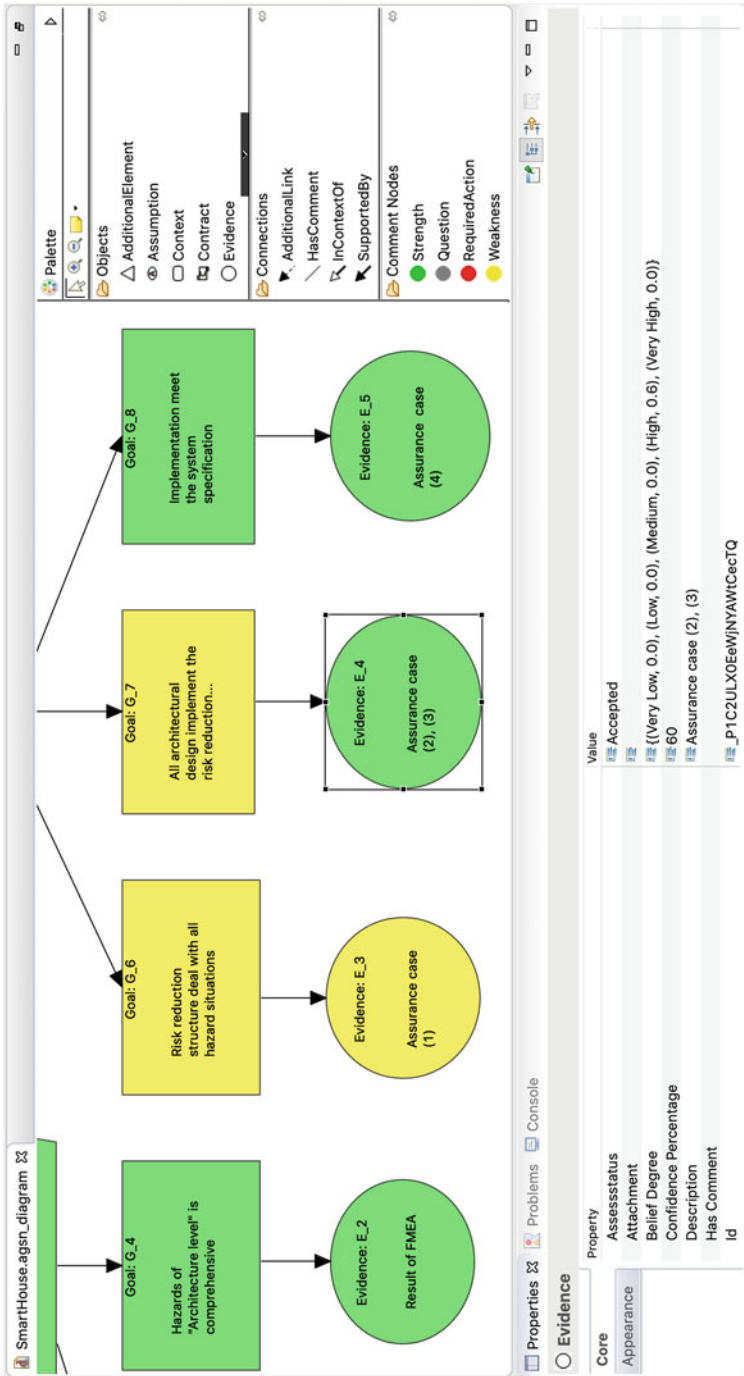 SmartHouse.agsn_diagram
Goal: G_4
Hazards of
"Architecture level" is
comprehensive
Goal: G_6
Risk reduction
structure deal with all
hazard situations
Goal: G_7
All architectural
design implement the
risk reduction...
Goal: G_8
Implementation meet
the system
specification
Evidence: E_2
Result of FMEA
Evidence: E_3
Assurance case
(1)
Evidence: E_4
Assurance case
(2), (3)
Evidence: E_5
Assurance case
(4)
Palette
Objects
AdditionalElement
Assumption
Context
Contract
Evidence
Connections
AdditionalLink
HasComment
InContextOf
SupportedBy
Comment Nodes
Strength
Question
RequiredAction
Weakness
Properties Problems Console
Evidence
Core
Appearance
Property Value
Assessstatus Accepted
Attachment
Belief Degree {(Very Low, 0.0), (Low, 0.0), (Medium, 0.0), (High, 0.6), (Very High, 0.0)}
Confidence Percentage 60
Description Assurance case (2), (3)
Has Comment
Id _P1C2ULX0EeWjNYAWtCecTQ